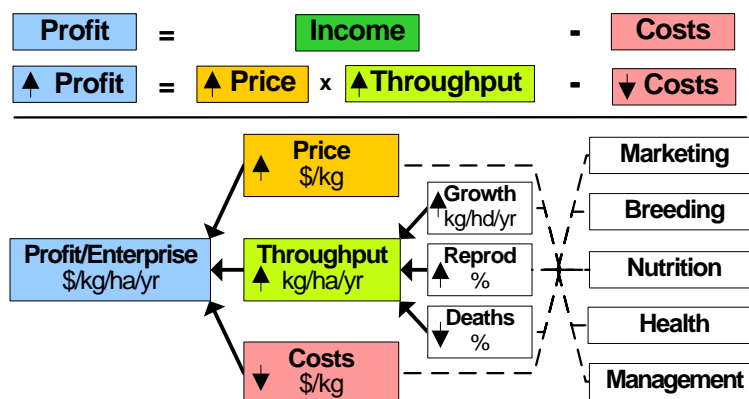 Profit = Income - Costs
Profit = Price x Throughput - Costs
Price
$/kg
Marketing
Growth
kg/hd/yr
Breeding
Profit/Enterprise
$/kg/ha/yr
Throughput
kg/ha/yr
Reprod
%
Nutrition
Deaths
%
Health
Costs
$/kg
Management